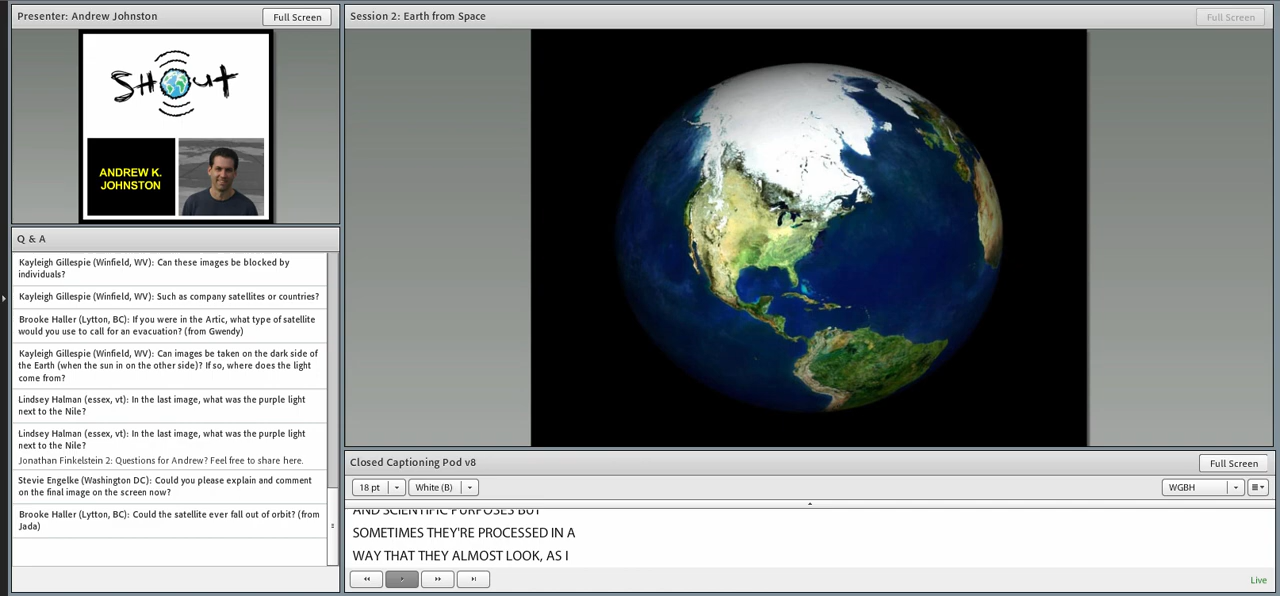 Presenter: Andrew Johnston
Full Screen
SHOut
ANDREW K.
JOHNSTON
Q & A
Kayleigh Gillespie (Winfield, WV): Can these images be blocked by
individuals?
Kayleigh Gillespie (Winfield, WV): Such as company satellites or countries?
Brooke Haller (Lytton, BC): If you were in the Artic, what type of satellite
would you use to call for an evacuation? (from Gwendy)
Kayleigh Gillespie (Winfield, WV): Can images be taken on the dark side of
the Earth (when the sun in on the other side)? If so, where does the light
come from?
Lindsey Halman (essex, vt): In the last image, what was the purple light
next to the Nile?
Lindsey Halman (essex, vt): In the last image, what was the purple light
next to the Nile?
Jonathan Finkelstein 2: Questions for Andrew? Feel free to share here.
Stevie Engelke (Washington DC): Could you please explain and comment
on the final image on the screen now?
Brooke Haller (Lytton, BC): Could the satellite ever fall out of orbit? (from
Jada)
Session 2: Earth from Space
Full Screen
Closed Captioning Pod v8
Full Screen
18 pt
White (B)
WGBH
AND SCIENTIFIC PURPOSES BUT
SOMETIMES THEY'RE PROCESSED IN A
WAY THAT THEY ALMOST LOOK, AS I
Live